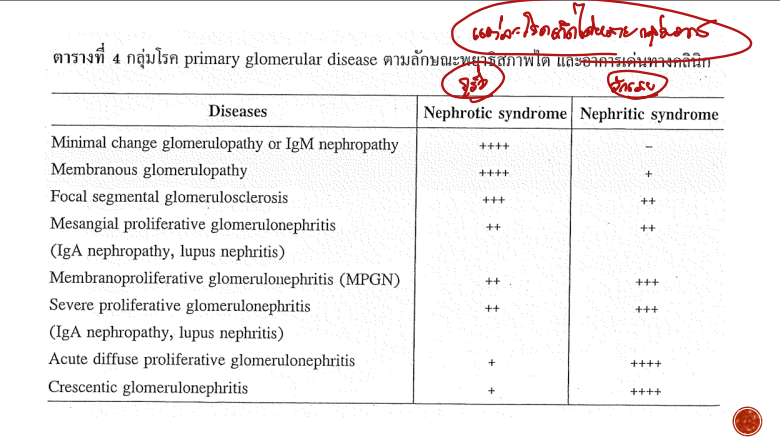 แต่ละโรคเกิดได้หลายกลุ่มอาการ
ตารางที่ 4 กลุ่มโรค primary glomerular disease ตามลักษณะพยาธิสภาพไต และอาการเด่นทางคลินิก
รูรั่ว
อักเสบ
Diseases Nephrotic syndrome Nephritic syndrome
Minimal change glomerulopathy or IgM nephropathy ++++ –
Membranous glomerulopathy ++++ +
Focal segmental glomerulosclerosis +++ ++
Mesangial proliferative glomerulonephritis ++ ++
(IgA nephropathy, lupus nephritis)
Membranoproliferative glomerulonephritis (MPGN) ++ +++
Severe proliferative glomerulonephritis ++ +++
(IgA nephropathy, lupus nephritis)
Acute diffuse proliferative glomerulonephritis + ++++
Crescentic glomerulonephritis + ++++